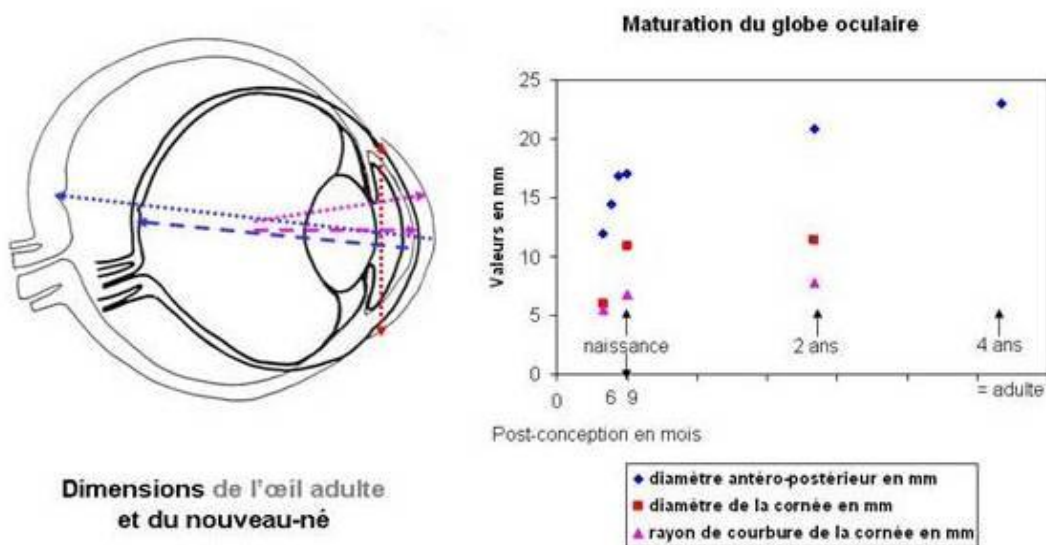 Maturation du globe oculaire
25
20
15
10
5
0
Valeurs en mm
naissance
2 ans
4 ans
0
6 9
= adulte
Post-conception en mois
diamètre antéro-postérieur en mm
diamètre de la cornée en mm
rayon de courbure de la cornée en mm
Dimensions de l'œil adulte
et du nouveau-né